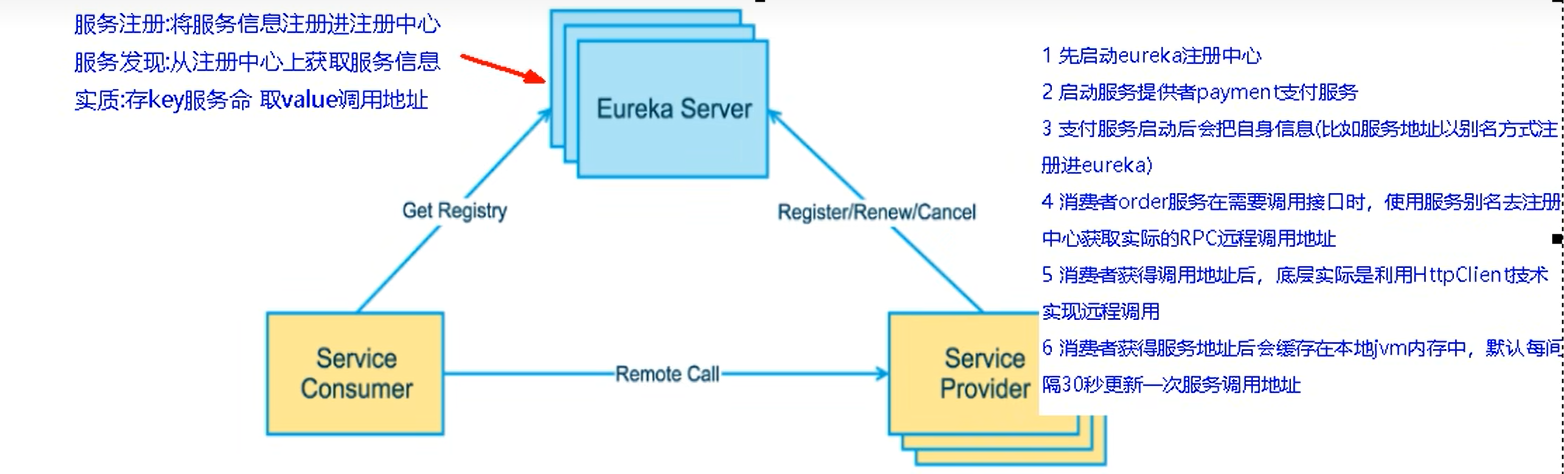 服务注册:将服务信息注册进注册中心
服务发现:从注册中心上获取服务信息
实质:存key服务命 取value调用地址
Eureka Server
Get Registry
Register/Renew/Cancel
Service
Consumer
Remote Call
Service
Provider
1 先启动eureka注册中心
2 启动服务提供者payment支付服务
3 支付服务启动后会把自身信息(比如服务地址以别名方式注
册进eureka)
4 消费者order服务在需要调用接口时，使用服务别名去注册
中心获取实际的RPC远程调用地址
5 消费者获得调用地址后，底层实际是利用HttpClient技术
实现远程调用
6 消费者获得服务地址后会缓存在本地jvm内存中，默认每间
隔30秒更新一次服务调用地址